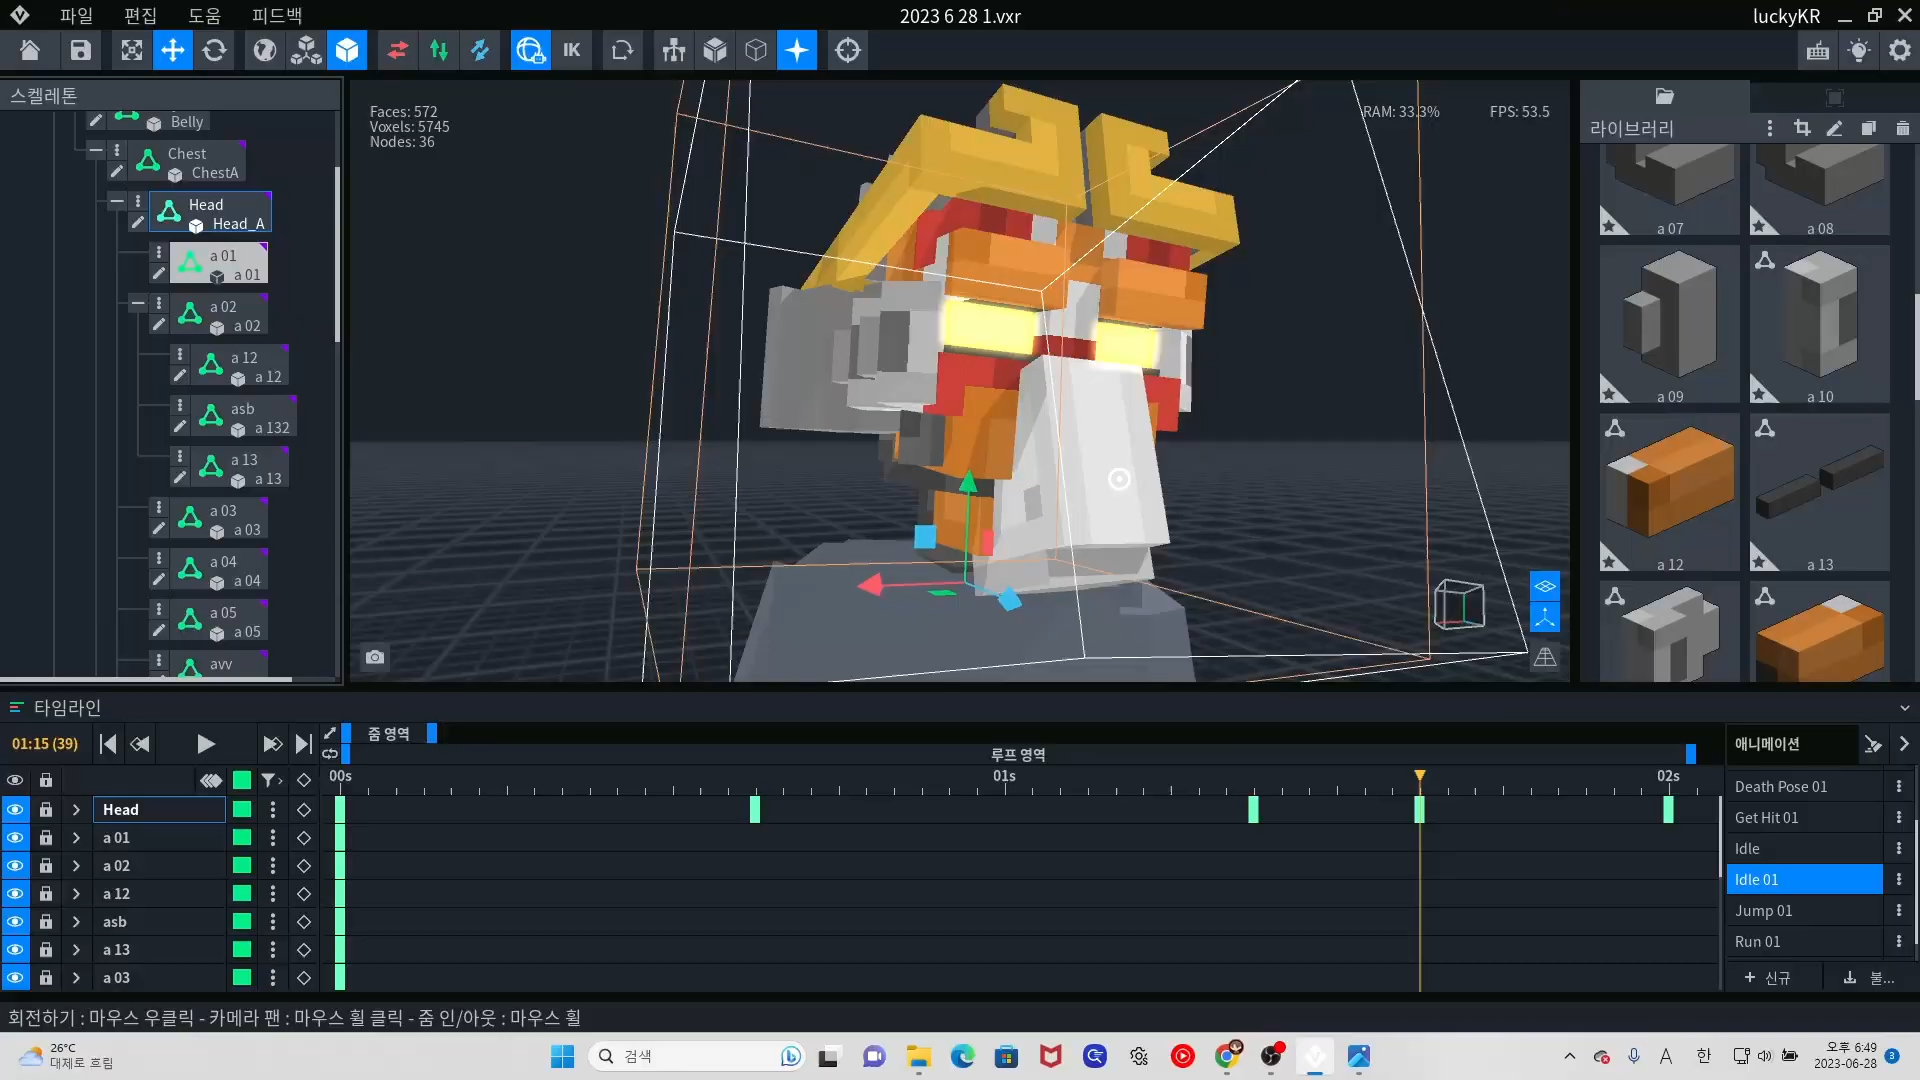 파일 편집 도움 피드백
2023 6 28 1.vxr
luckyKR
IK
스켈레톤
Belly
Chest
ChestA
Head
Head_A
a 01
a 01
a 02
a 02
a 12
a 12
asb
a 132
a 13
a 13
a 03
a 03
a 04
a 04
a 05
a 05
avv
Faces: 572
Voxels: 5745
Nodes: 36
RAM: 33.3%
FPS: 53.5
라이브러리
a 07
a 08
a 09
a 10
a 12
a 13
타임라인
01:15 (39)
줌 영역
루프 영역
00s
01s
02s
Head
a 01
a 02
a 12
asb
a 13
a 03
애니메이션
Death Pose 01
Get Hit 01
Idle
Idle 01
Jump 01
Run 01
+ 신규
불...
회전하기 : 마우스 우클릭 - 카메라 팬 : 마우스 휠 클릭 - 줌 인/아웃 : 마우스 휠
26°C
대체로 흐림
검색
A
한
오후 6:49
2023-06-28
3